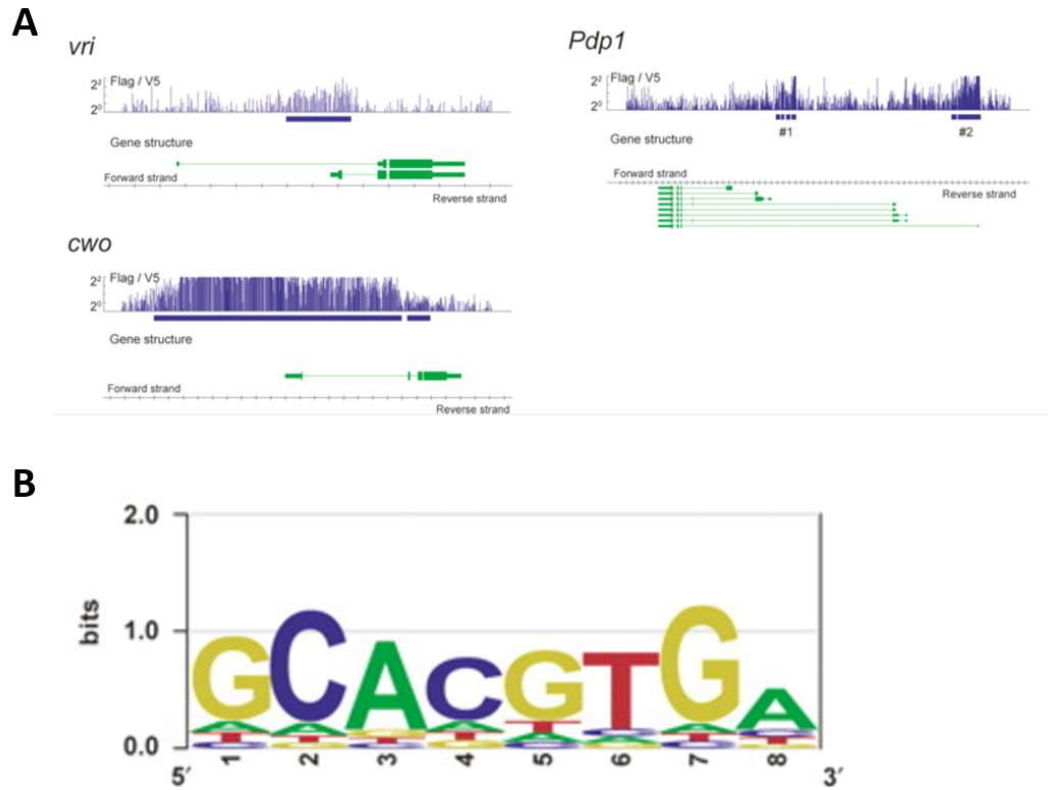 A
vri
2² Flag / V5
2⁰
Gene structure
Forward strand
Reverse strand
Pdp1
2² Flag / V5
2⁰
#1 #2
Gene structure
Forward strand
Reverse strand
cwo
2² Flag / V5
2⁰
Gene structure
Forward strand
Reverse strand
B
bits
2.0
1.0
0.0
GCACGTGA
5′ 1 2 3 4 5 6 7 8 3′